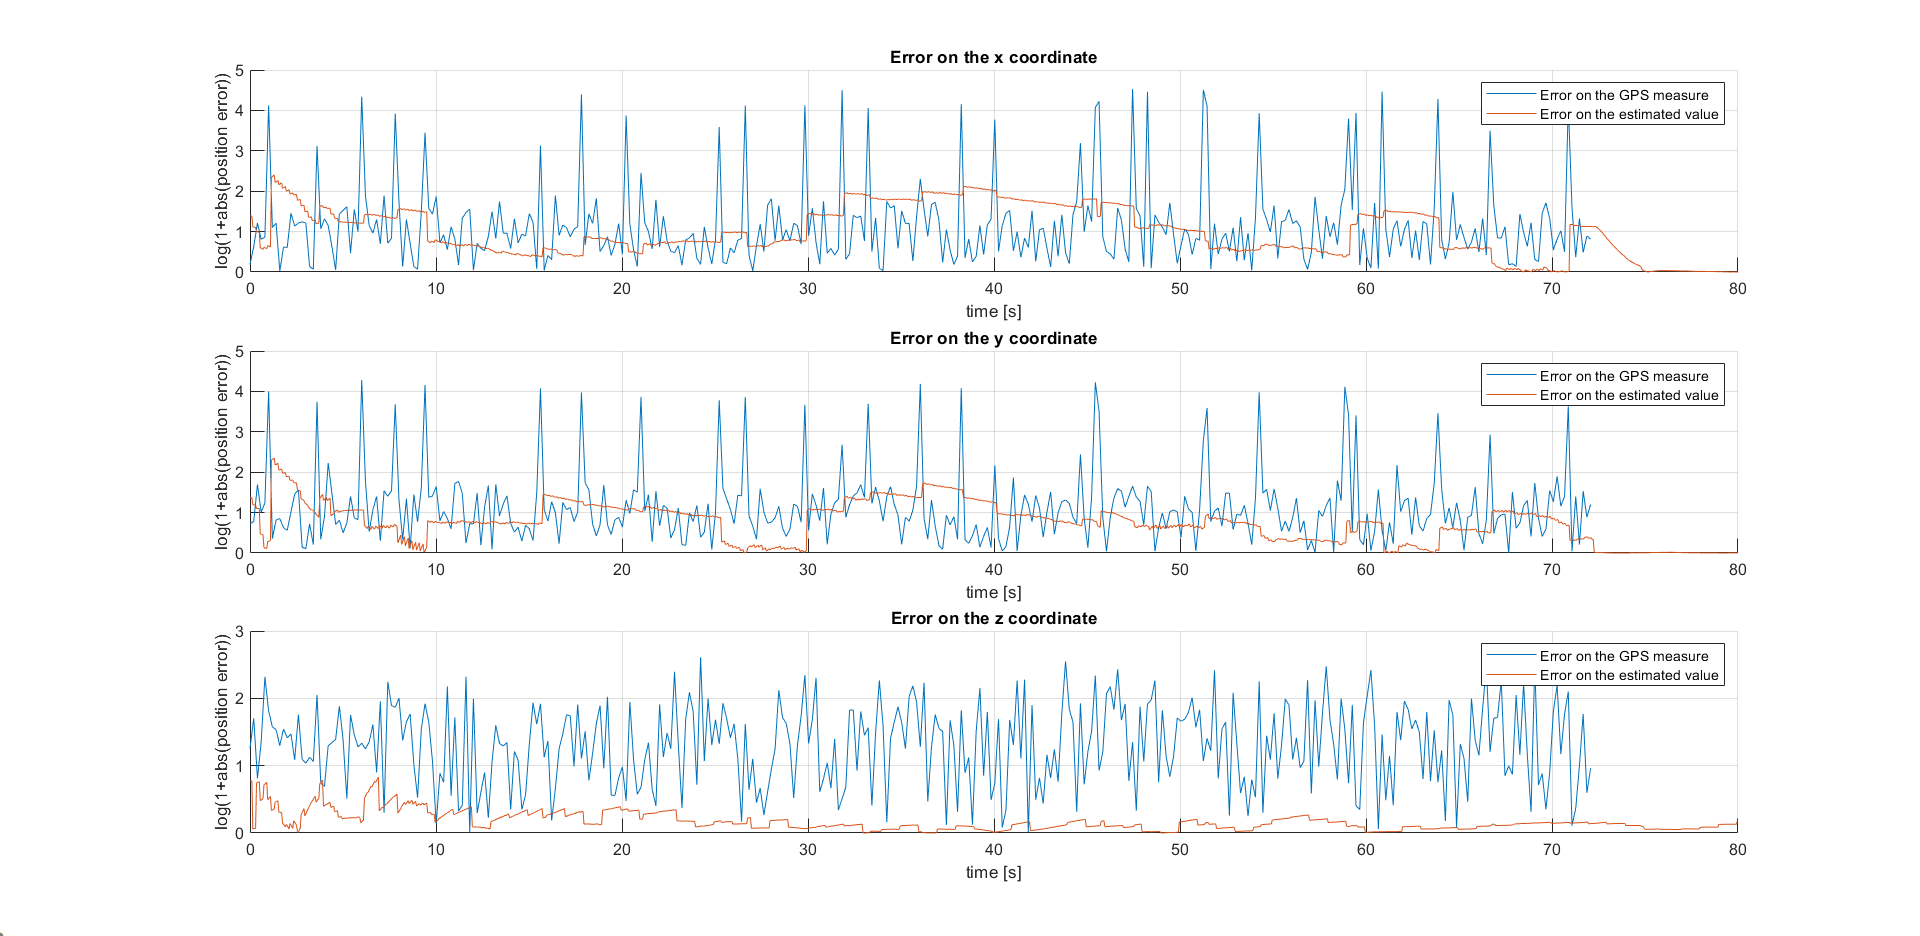 Error on the x coordinate
log(1+abs(position error))
5
4
3
2
1
0
Error on the GPS measure
Error on the estimated value
0 10 20 30 40 50 60 70 80
time [s]
Error on the y coordinate
log(1+abs(position error))
5
4
3
2
1
0
Error on the GPS measure
Error on the estimated value
0 10 20 30 40 50 60 70 80
time [s]
Error on the z coordinate
log(1+abs(position error))
3
2
1
0
Error on the GPS measure
Error on the estimated value
0 10 20 30 40 50 60 70 80
time [s]